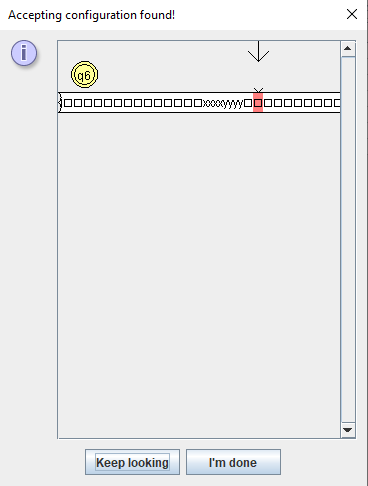 Accepting configuration found!
q6
□□□□□□□□□□□□□□xxxxyyyy□□□□□□□□□□
Keep looking
I'm done